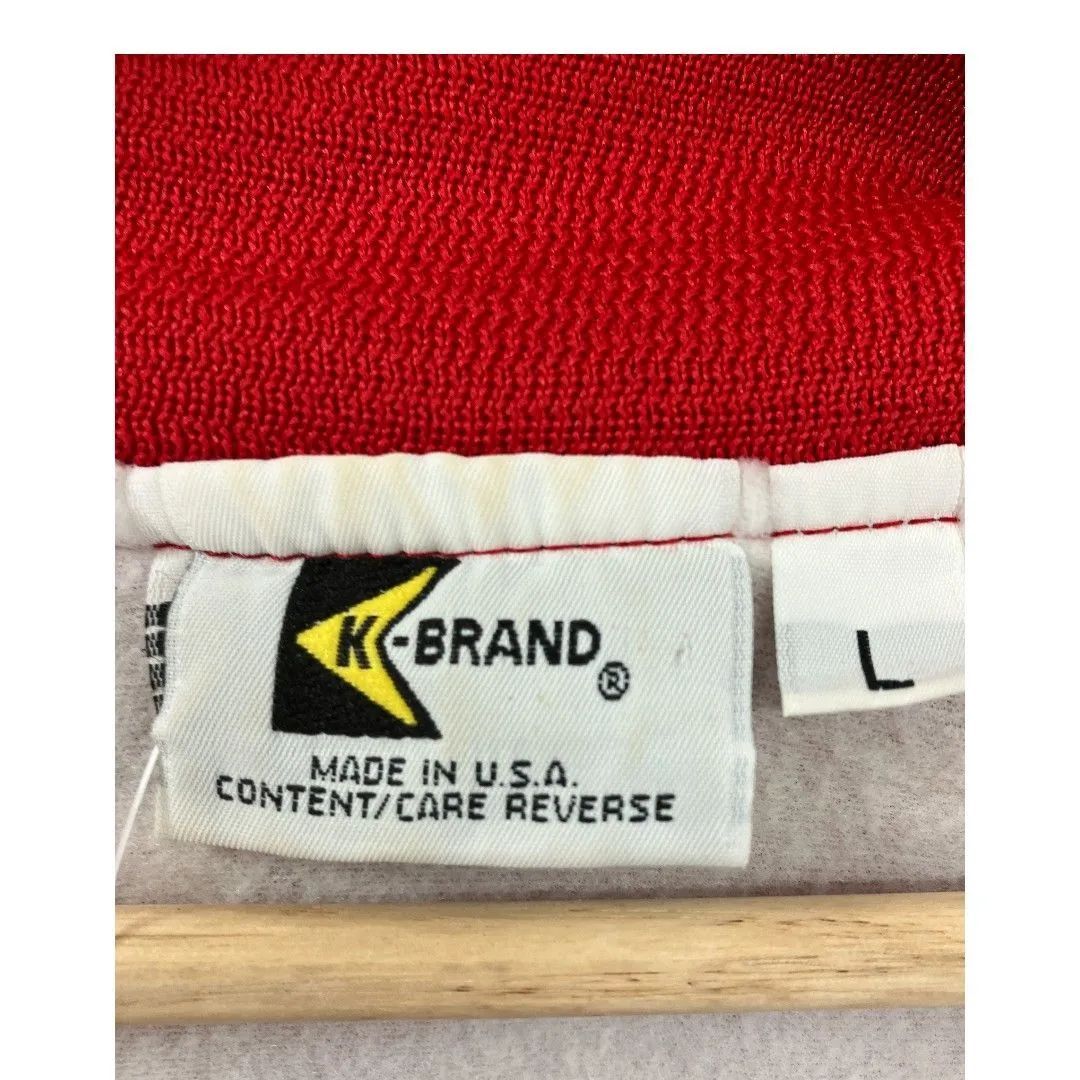 K-BRAND®
MADE IN U.S.A.
CONTENT/CARE REVERSE
L